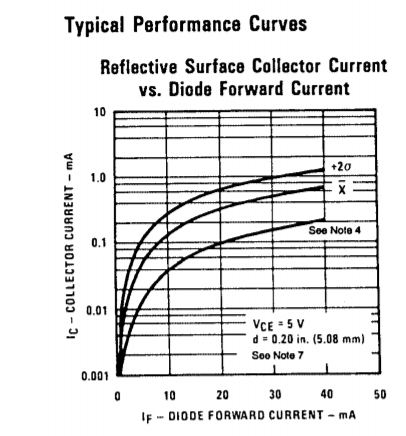 Typical Performance Curves
Reflective Surface Collector Current
vs. Diode Forward Current
10
1.0
0.1
0.01
0.001
IC – COLLECTOR CURRENT – mA
+2σ
X̄
See Note 4
VCE = 5 V
d = 0.20 in. (5.08 mm)
See Note 7
0 10 20 30 40 50
IF – DIODE FORWARD CURRENT – mA